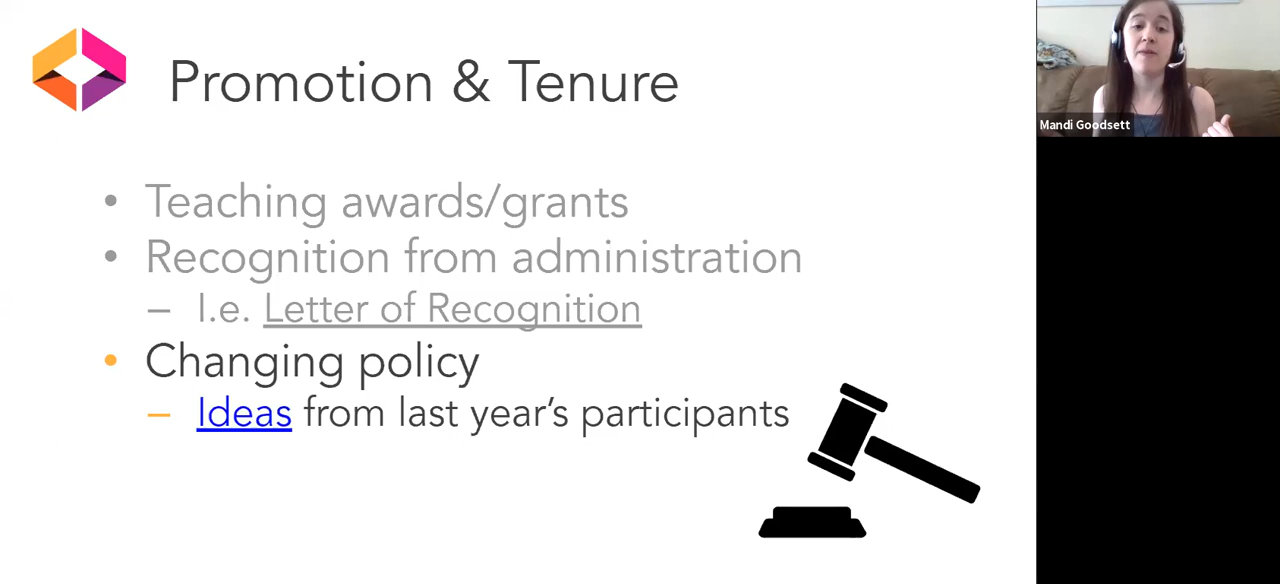 Promotion & Tenure
Mandi Goodsett
• Teaching awards/grants
• Recognition from administration
– I.e. Letter of Recognition
• Changing policy
– Ideas from last year's participants